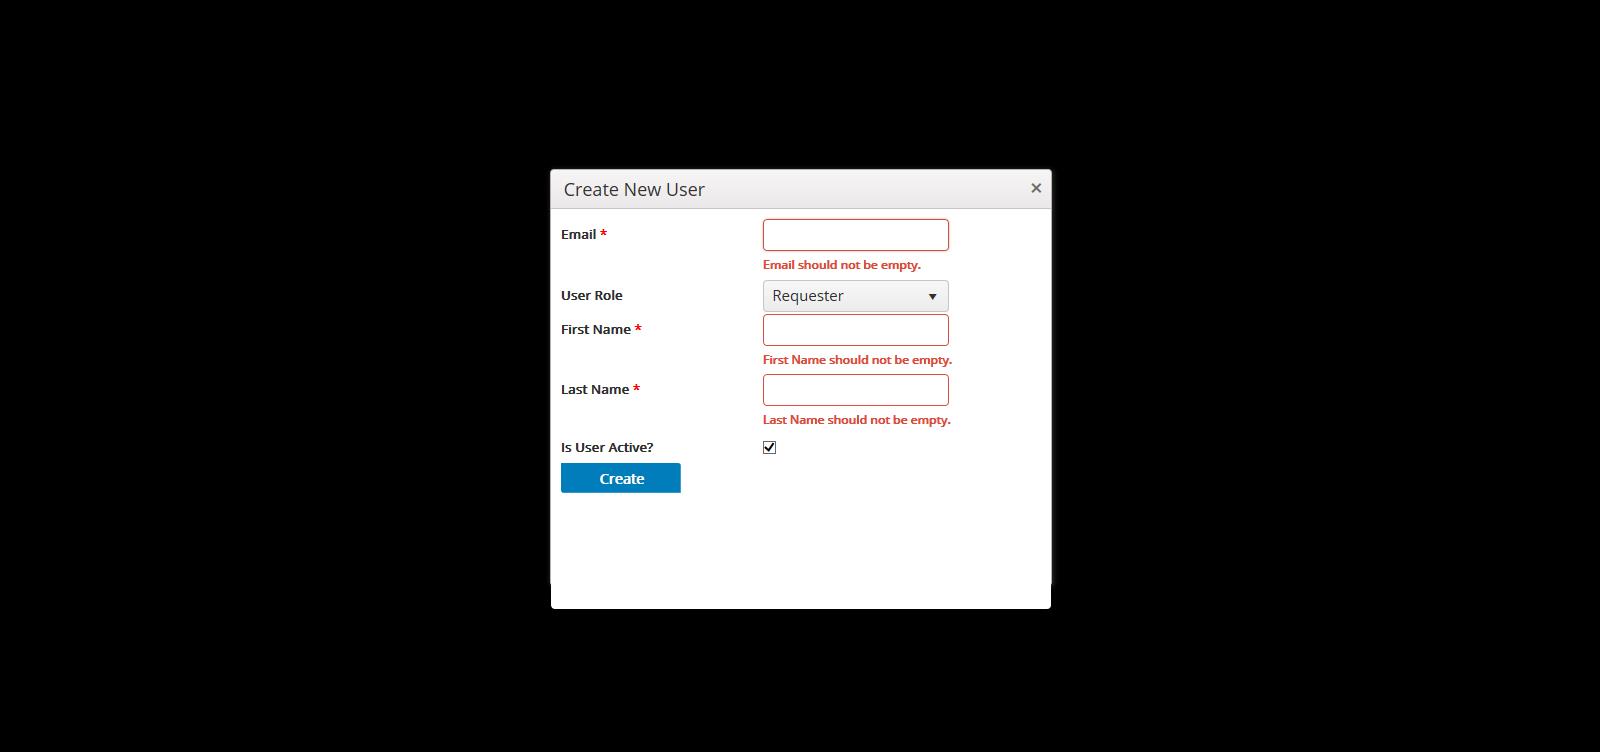 Create New User ×
Email *
Email should not be empty.
User Role Requester
First Name *
First Name should not be empty.
Last Name *
Last Name should not be empty.
Is User Active?
Create